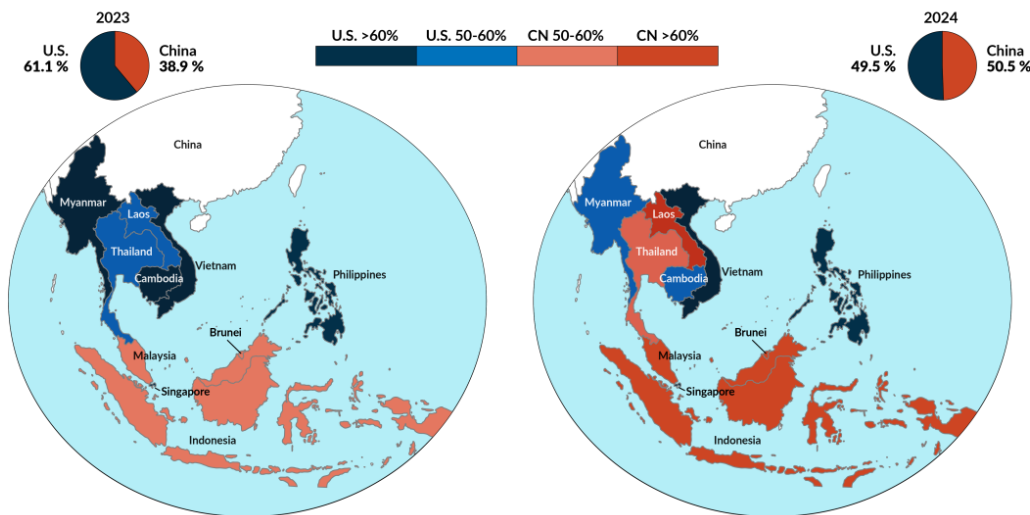 2023
U.S.
61.1 %
China
38.9 %
U.S. >60%
U.S. 50-60%
CN 50-60%
CN >60%
2024
U.S.
49.5 %
China
50.5 %
China
Myanmar
Laos
Thailand
Vietnam
Cambodia
Philippines
Brunei
Malaysia
Singapore
Indonesia
China
Myanmar
Laos
Thailand
Vietnam
Cambodia
Philippines
Brunei
Malaysia
Singapore
Indonesia